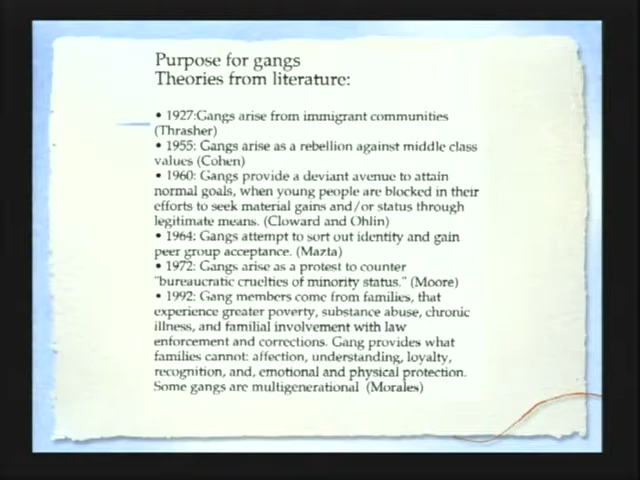 Purpose for gangs
Theories from literature:
• 1927:Gangs arise from immigrant communities
(Thrasher)
• 1955: Gangs arise as a rebellion against middle class
values (Cohen)
• 1960: Gangs provide a deviant avenue to attain
normal goals, when young people are blocked in their
efforts to seek material gains and/or status through
legitimate means. (Cloward and Ohlin)
• 1964: Gangs attempt to sort out identity and gain
peer group acceptance. (Mazta)
• 1972: Gangs arise as a protest to counter
"bureaucratic cruelties of minority status." (Moore)
• 1992: Gang members come from families, that
experience greater poverty, substance abuse, chronic
illness, and familial involvement with law
enforcement and corrections. Gang provides what
families cannot: affection, understanding, loyalty,
recognition, and, emotional and physical protection.
Some gangs are multigenerational (Morales)